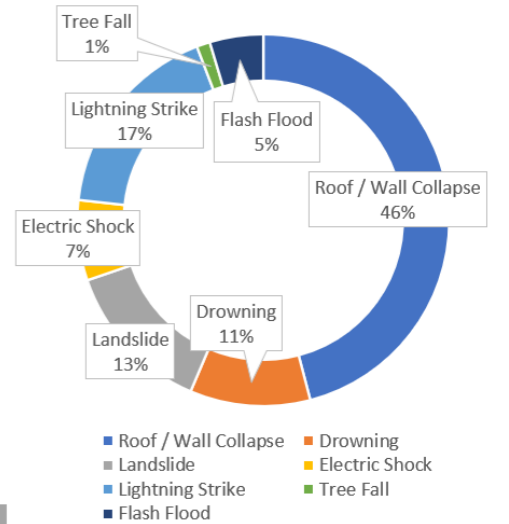 Tree Fall
1%
Lightning Strike
17%
Flash Flood
5%
Roof / Wall Collapse
46%
Electric Shock
7%
Drowning
11%
Landslide
13%
Roof / Wall Collapse
Drowning
Landslide
Electric Shock
Lightning Strike
Tree Fall
Flash Flood